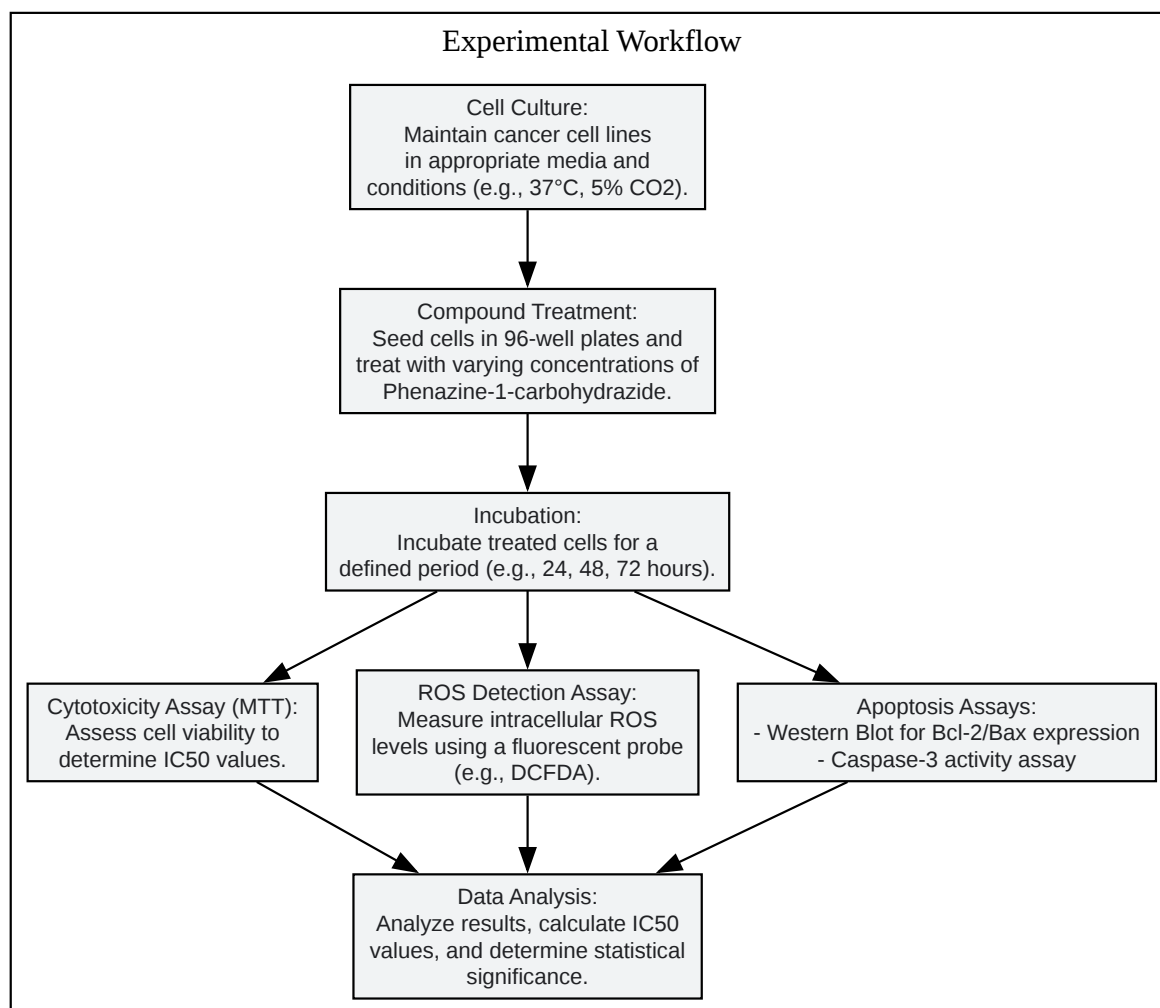 Experimental Workflow
Cell Culture:
Maintain cancer cell lines
in appropriate media and
conditions (e.g., 37°C, 5% CO2).
Compound Treatment:
Seed cells in 96-well plates and
treat with varying concentrations of
Phenazine-1-carbohydrazide.
Incubation:
Incubate treated cells for a
defined period (e.g., 24, 48, 72 hours).
Cytotoxicity Assay (MTT):
Assess cell viability to
determine IC50 values.
ROS Detection Assay:
Measure intracellular ROS
levels using a fluorescent probe
(e.g., DCFDA).
Apoptosis Assays:
- Western Blot for Bcl-2/Bax expression
- Caspase-3 activity assay
Data Analysis:
Analyze results, calculate IC50
values, and determine statistical
significance.